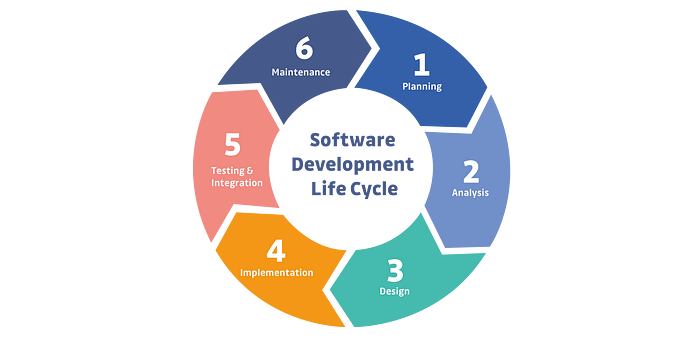 Software
Development
Life Cycle
1
Planning
2
Analysis
3
Design
4
Implementation
5
Testing &
Integration
6
Maintenance